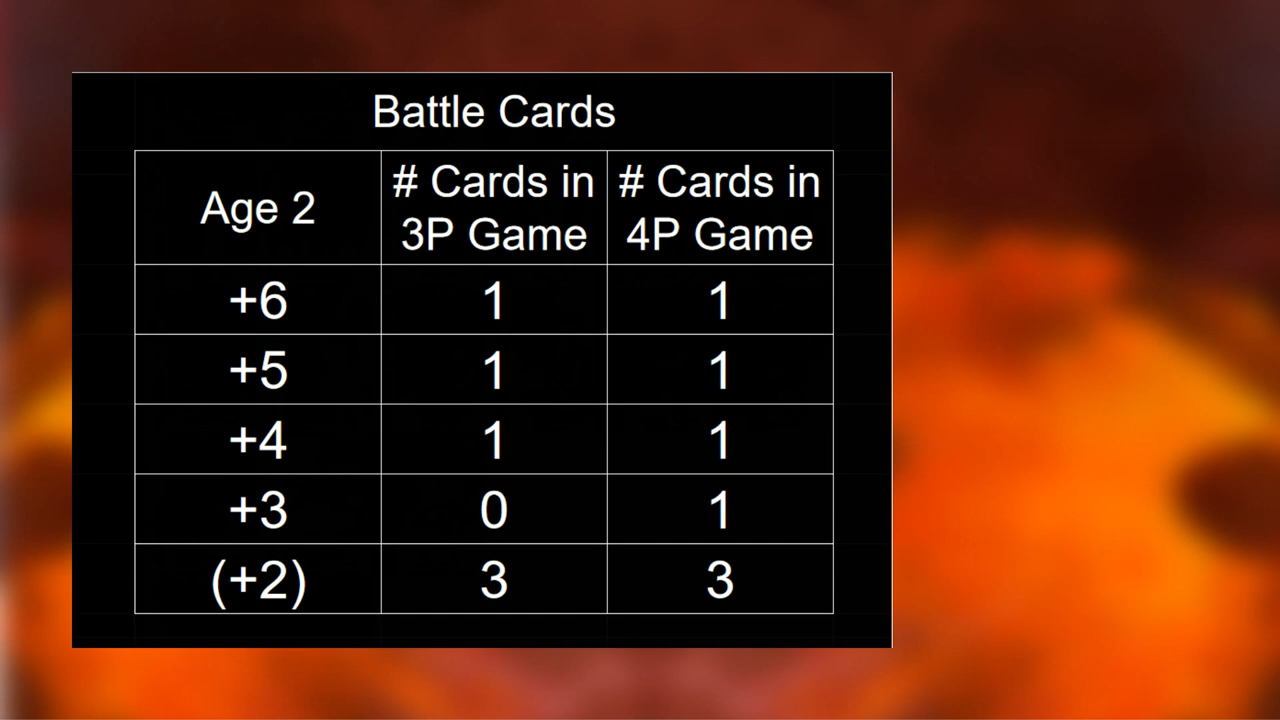 Battle Cards
Age 2
# Cards in
3P Game
# Cards in
4P Game
+6 1 1
+5 1 1
+4 1 1
+3 0 1
(+2) 3 3